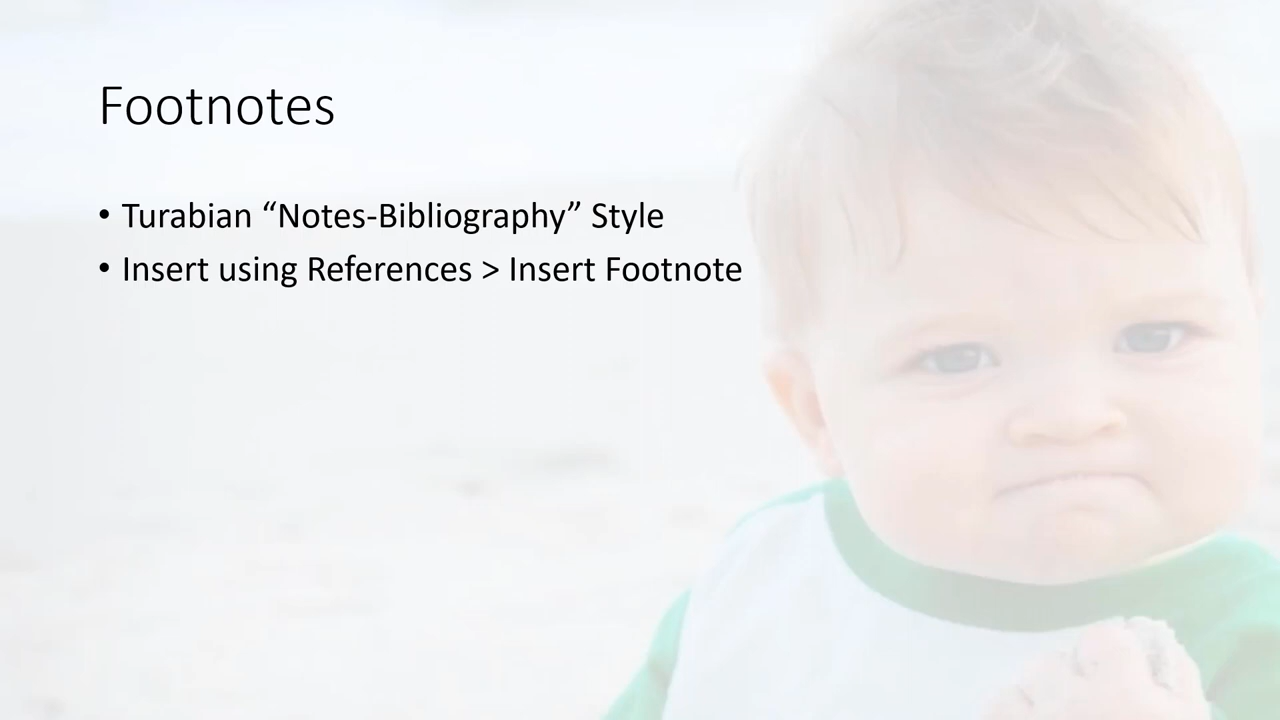 Footnotes
• Turabian “Notes-Bibliography” Style
• Insert using References > Insert Footnote